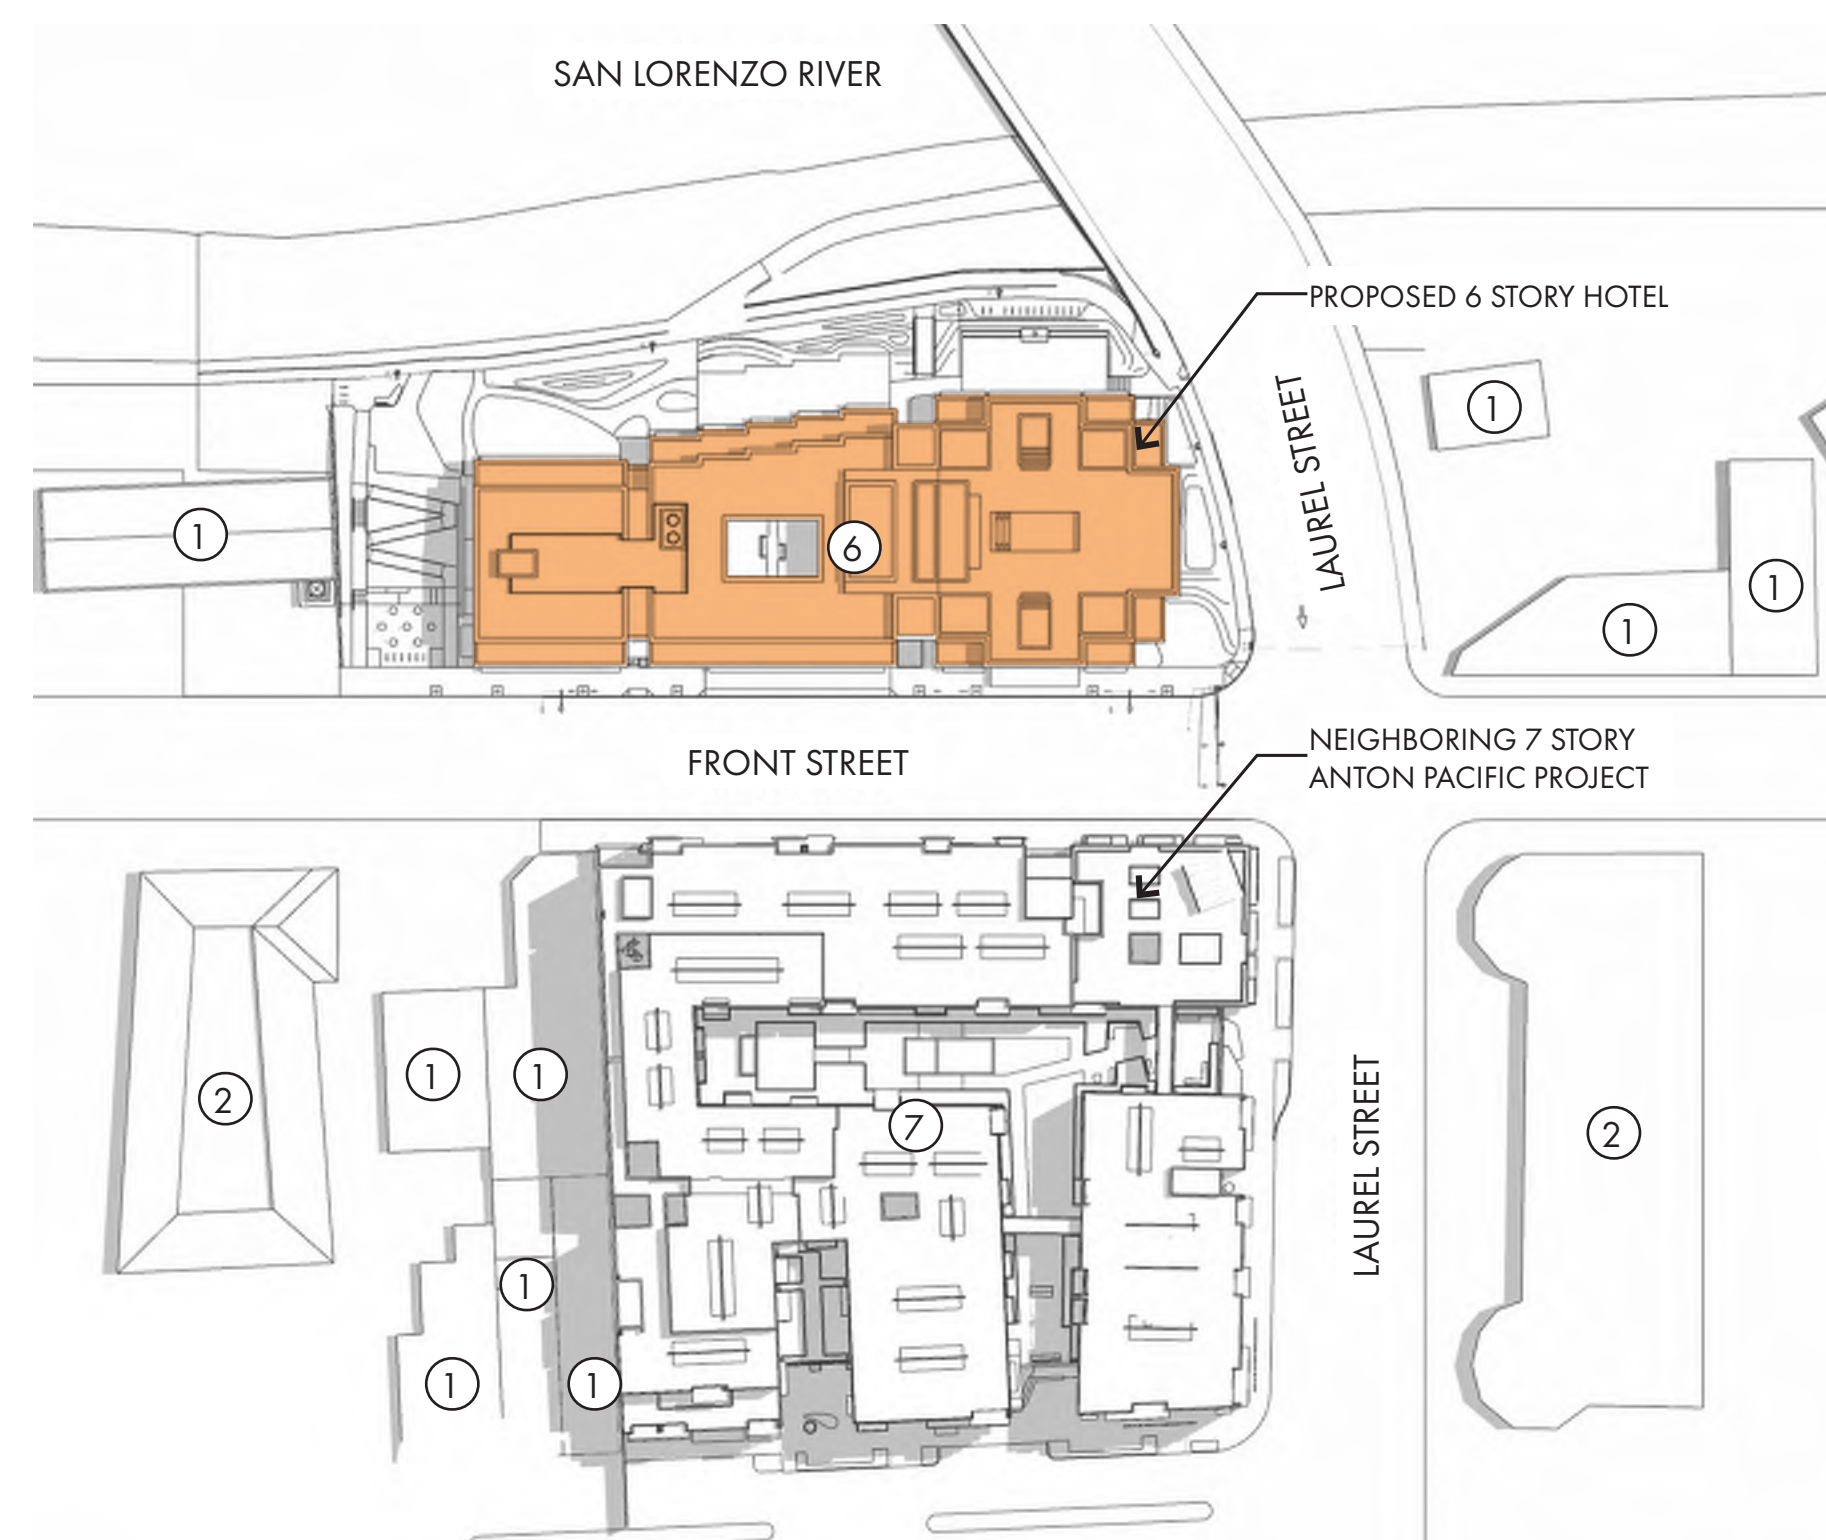 SAN LORENZO RIVER
PROPOSED 6 STORY HOTEL
LAUREL STREET
1
1
6
1
1
FRONT STREET
NEIGHBORING 7 STORY
ANTON PACIFIC PROJECT
LAUREL STREET
2
1
1
7
2
1
1
1